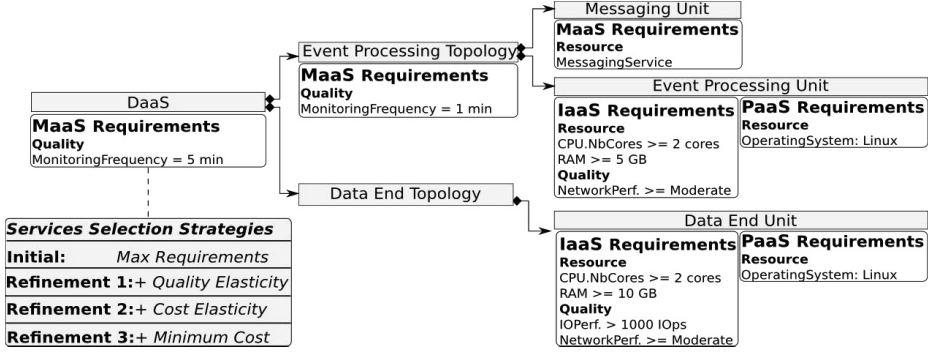 DaaS
MaaS Requirements
Quality
MonitoringFrequency = 5 min
Services Selection Strategies
Initial: Max Requirements
Refinement 1:+ Quality Elasticity
Refinement 2:+ Cost Elasticity
Refinement 3:+ Minimum Cost
Event Processing Topology
MaaS Requirements
Quality
MonitoringFrequency = 1 min
Data End Topology
Messaging Unit
MaaS Requirements
Resource
MessagingService
Event Processing Unit
IaaS Requirements
Resource
CPU.NbCores >= 2 cores
RAM >= 5 GB
Quality
NetworkPerf. >= Moderate
PaaS Requirements
Resource
OperatingSystem: Linux
Data End Unit
IaaS Requirements
Resource
CPU.NbCores >= 2 cores
RAM >= 10 GB
Quality
IOPerf. > 1000 IOps
NetworkPerf. >= Moderate
PaaS Requirements
Resource
OperatingSystem: Linux